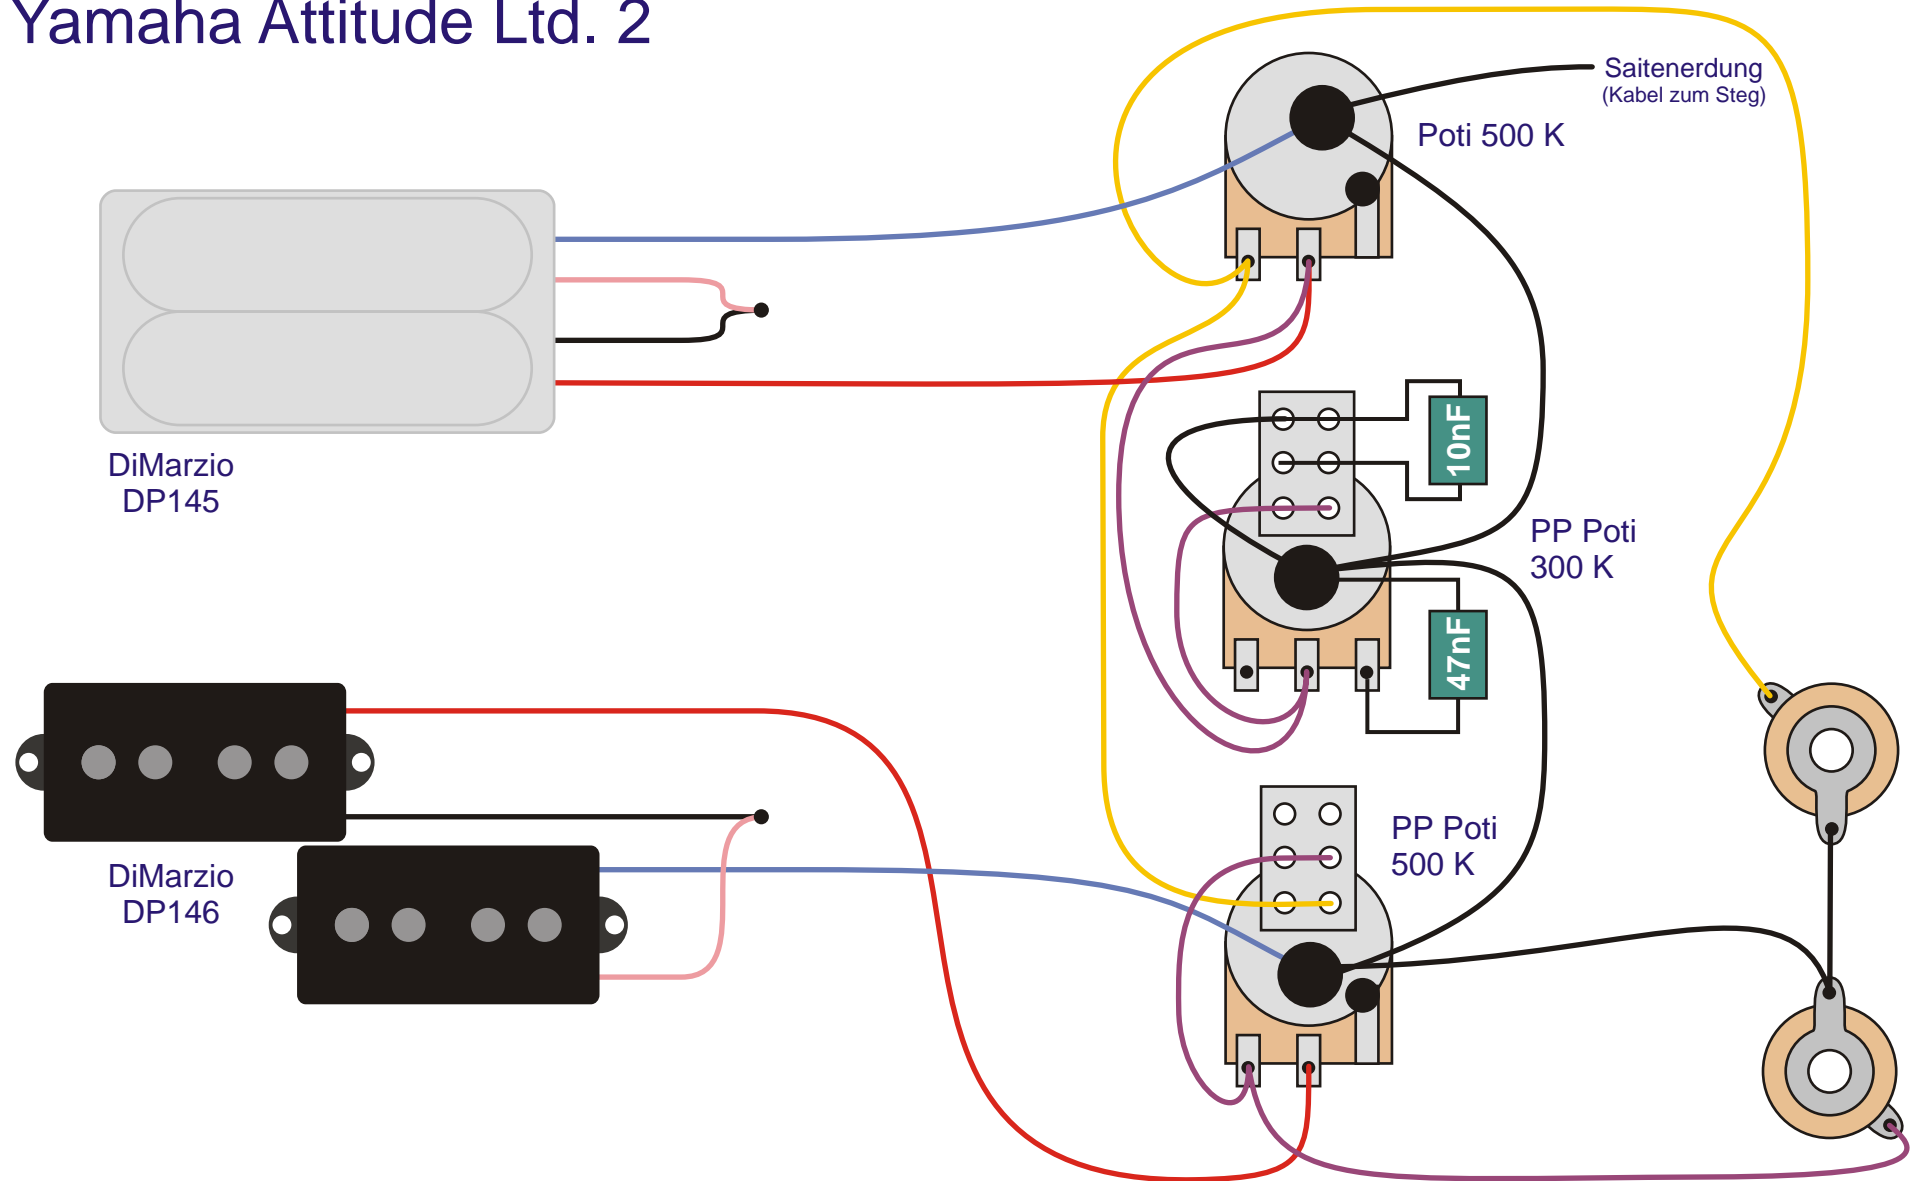 Yamaha Attitude Ltd. 2
Saitenerdung
(Kabel zum Steg)
Poti 500 K
DiMarzio
DP145
10nF
PP Poti
300 K
47nF
PP Poti
500 K
DiMarzio
DP146